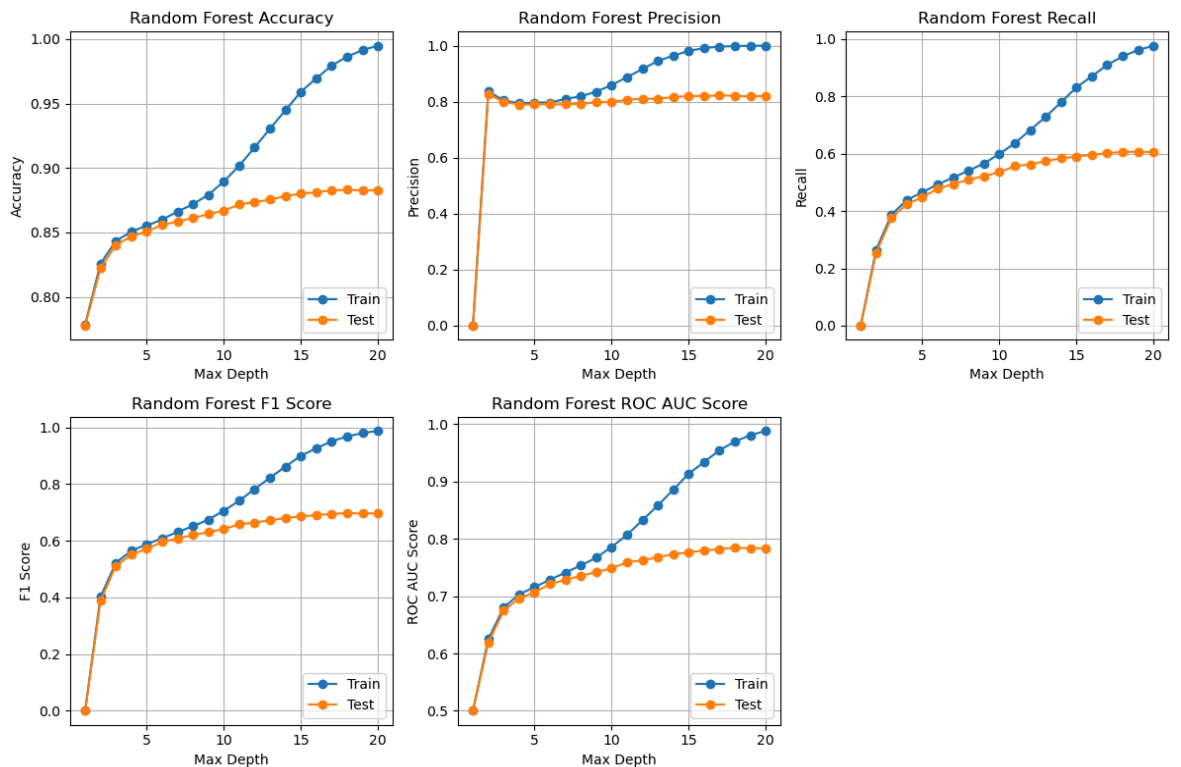 Random Forest Accuracy
1.00
0.95
0.90
0.85
0.80
Accuracy
5
10
15
20
Max Depth
Train
Test
Random Forest Precision
1.0
0.8
0.6
0.4
0.2
0.0
Precision
5
10
15
20
Max Depth
Train
Test
Random Forest Recall
1.0
0.8
0.6
0.4
0.2
0.0
Recall
5
10
15
20
Max Depth
Train
Test
Random Forest F1 Score
1.0
0.8
0.6
0.4
0.2
0.0
F1 Score
5
10
15
20
Max Depth
Train
Test
Random Forest ROC AUC Score
1.0
0.9
0.8
0.7
0.6
0.5
ROC AUC Score
5
10
15
20
Max Depth
Train
Test